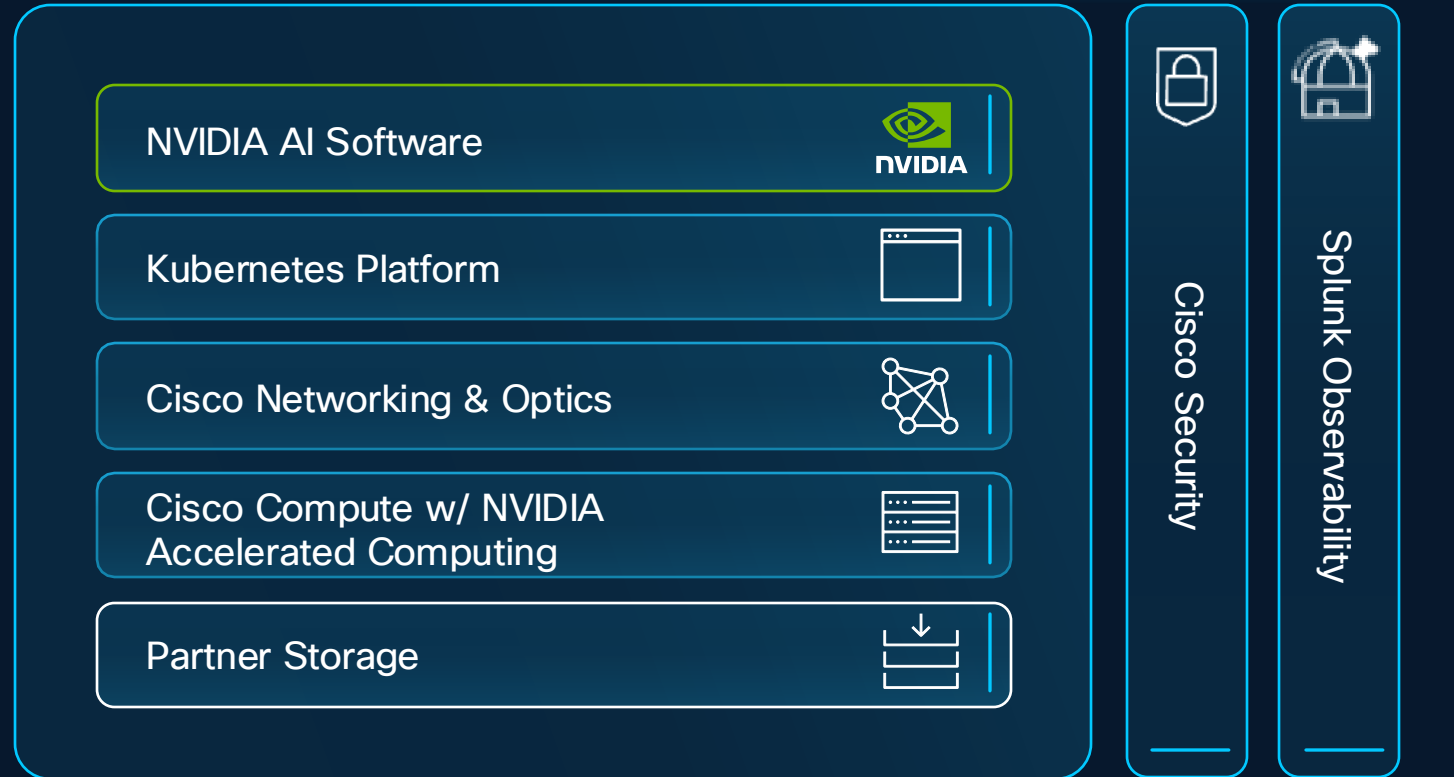 NVIDIA AI Software
NVIDIA
Kubernetes Platform
Cisco Networking & Optics
Cisco Compute w/ NVIDIA
Accelerated Computing
Partner Storage
Cisco Security
Splunk Observability